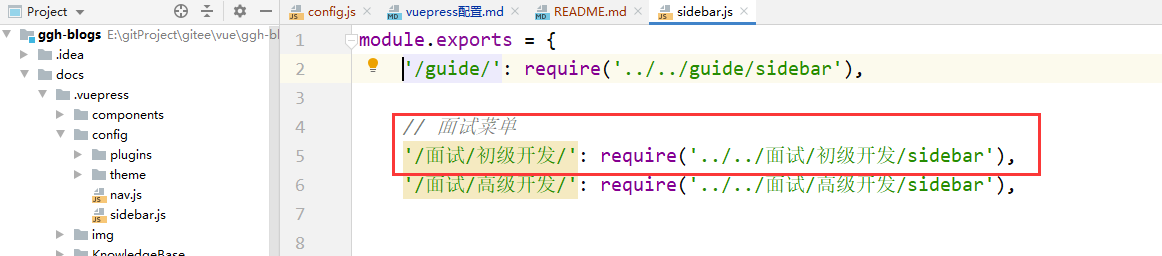 Project
config.js
vuepress配置.md
README.md
sidebar.js
ggh-blogs E:\gitProject\gitee\vue\ggh-bl
.idea
docs
.vuepress
components
config
plugins
theme
nav.js
sidebar.js
img
KnowledgeBase
1 module.exports = {
2 '/guide/': require('../../guide/sidebar'),
3
4 // 面试菜单
5 '/面试/初级开发/': require('../../面试/初级开发/sidebar'),
6 '/面试/高级开发/': require('../../面试/高级开发/sidebar'),
7
8